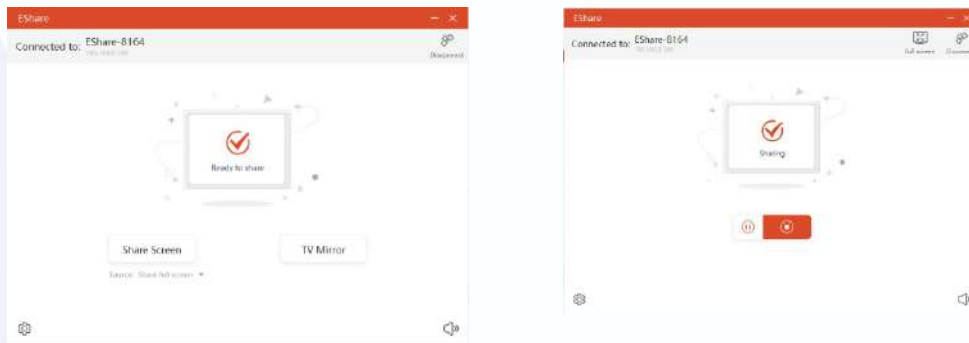 EShare
Connected to: EShare-8164
Disconnect
Ready to share
Share Screen
TV Mirror
Source: Share full screen
EShare
Connected to: EShare-8164
Full screen
Sharing